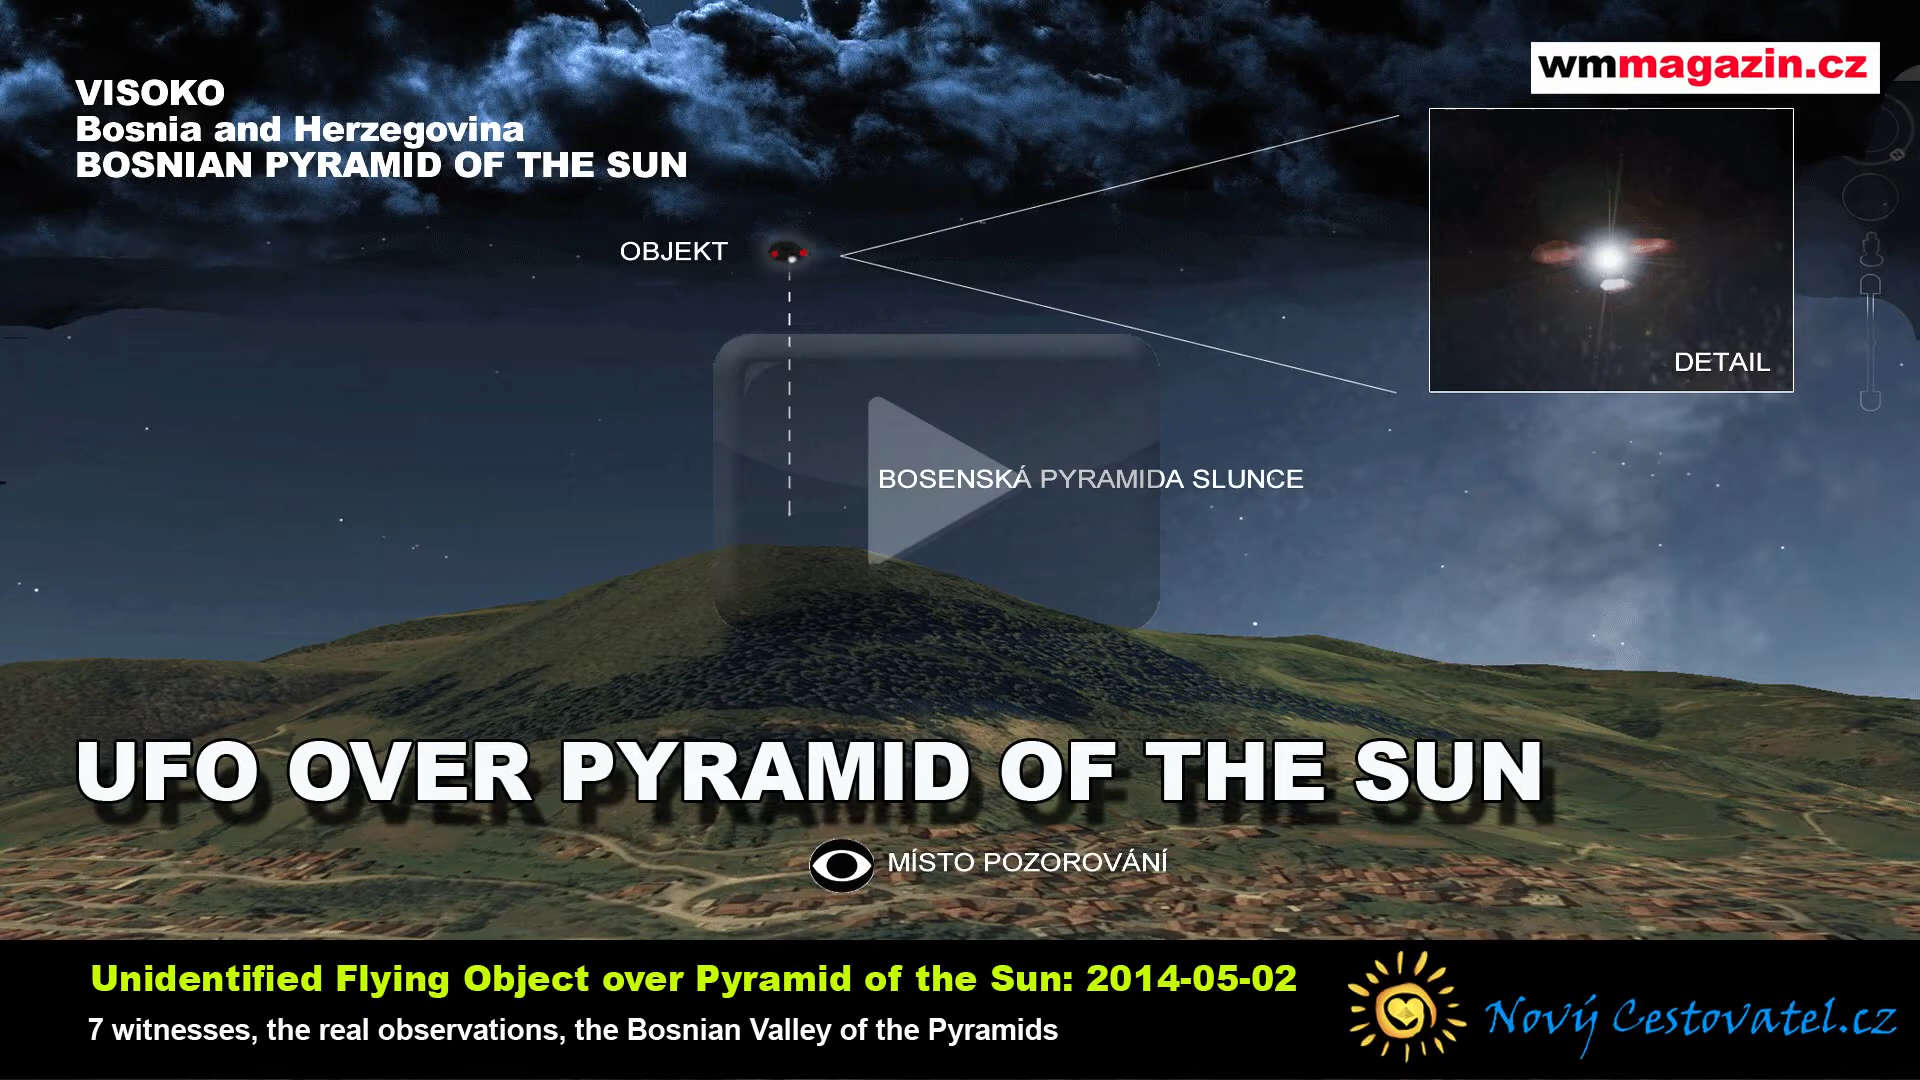 VISOKO
Bosnia and Herzegovina
BOSNIAN PYRAMID OF THE SUN
wmmagazin.cz
OBJEKT
DETAIL
BOSENSKÁ PYRAMIDA SLUNCE
UFO OVER PYRAMID OF THE SUN
MÍSTO POZOROVÁNÍ
Unidentified Flying Object over Pyramid of the Sun: 2014-05-02
7 witnesses, the real observations, the Bosnian Valley of the Pyramids
Nový Cestovatel.cz